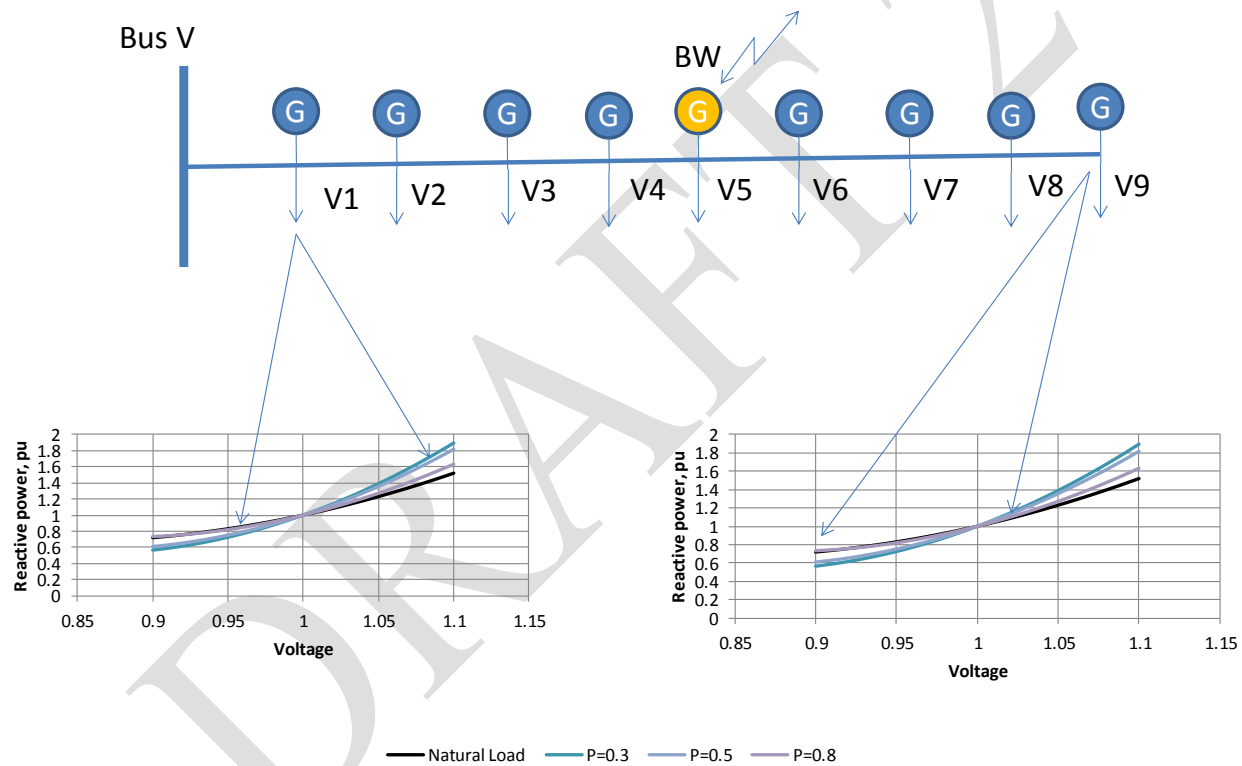 Bus V
BW
G G G G G G G G G
V1 V2 V3 V4 V5 V6 V7 V8 V9
Reactive power, pu
2
1.8
1.6
1.4
1.2
1
0.8
0.6
0.4
0.2
0
0.85 0.9 0.95 1 1.05 1.1 1.15
Voltage
Reactive power, pu
2
1.8
1.6
1.4
1.2
1
0.8
0.6
0.4
0.2
0
0.85 0.9 0.95 1 1.05 1.1 1.15
Voltage
Natural Load P=0.3 P=0.5 P=0.8
DRAFT 2